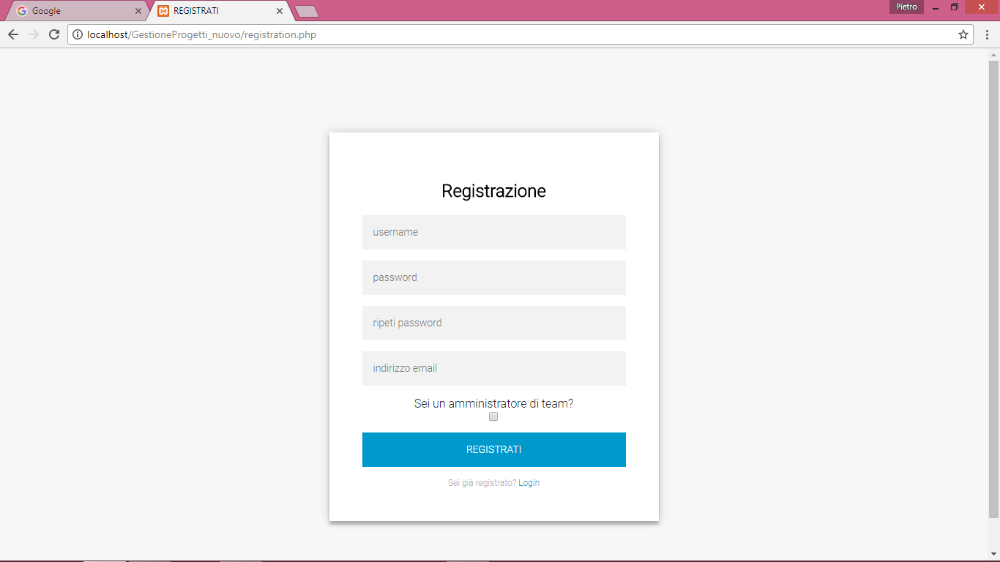 Google
REGISTRATI
Pietro
localhost/GestioneProgetti_nuovo/registration.php
Registrazione
username
password
ripeti password
indirizzo email
Sei un amministratore di team?
REGISTRATI
Sei già registrato? Login